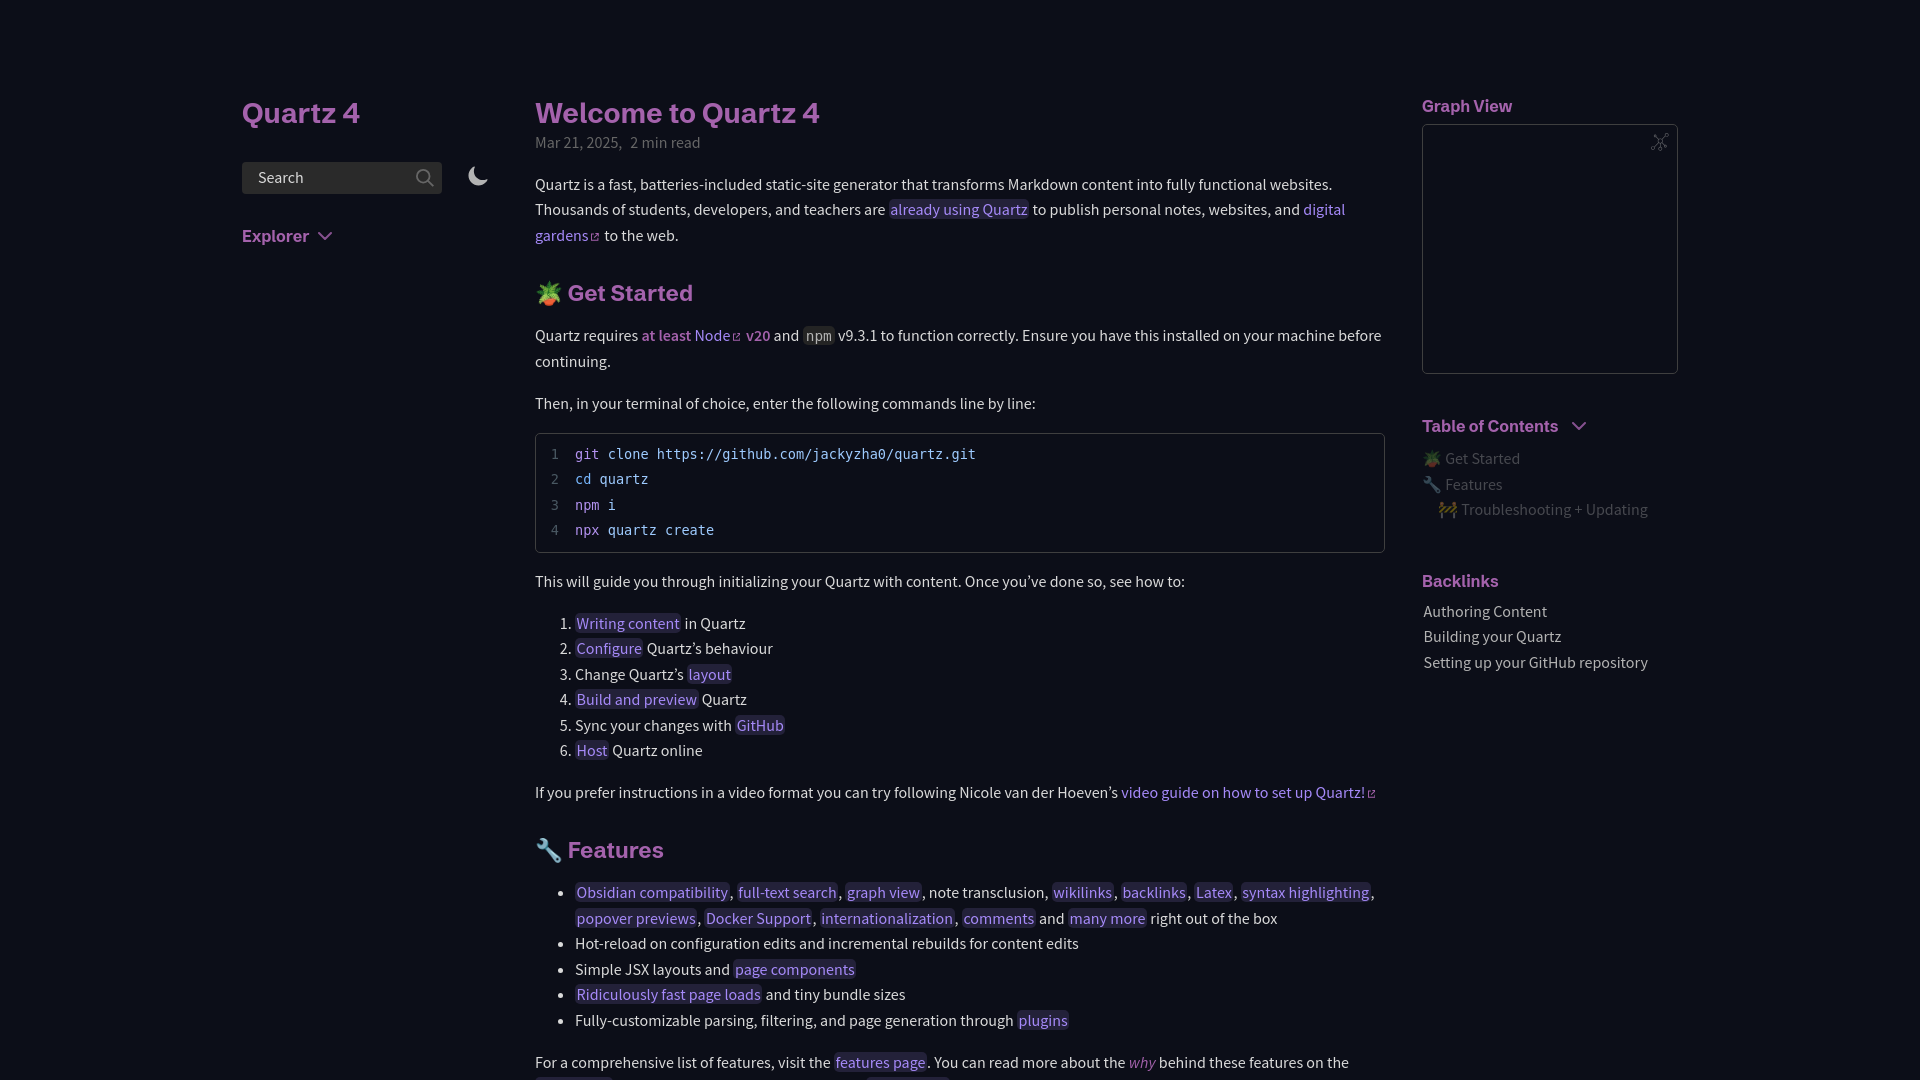 Quartz 4
Search
Explorer
Welcome to Quartz 4
Mar 21, 2025, 2 min read
Quartz is a fast, batteries-included static-site generator that transforms Markdown content into fully functional websites.
Thousands of students, developers, and teachers are already using Quartz to publish personal notes, websites, and digital
gardens to the web.
🪴 Get Started
Quartz requires at least Node v20 and npm v9.3.1 to function correctly. Ensure you have this installed on your machine before
continuing.
Then, in your terminal of choice, enter the following commands line by line:
1 git clone https://github.com/jackyzha0/quartz.git
2 cd quartz
3 npm i
4 npx quartz create
This will guide you through initializing your Quartz with content. Once you’ve done so, see how to:
1. Writing content in Quartz
2. Configure Quartz’s behaviour
3. Change Quartz’s layout
4. Build and preview Quartz
5. Sync your changes with GitHub
6. Host Quartz online
If you prefer instructions in a video format you can try following Nicole van der Hoeven’s video guide on how to set up Quartz!
🔧 Features
• Obsidian compatibility, full-text search, graph view, note transclusion, wikilinks, backlinks, Latex, syntax highlighting,
popover previews, Docker Support, internationalization, comments and many more right out of the box
• Hot-reload on configuration edits and incremental rebuilds for content edits
• Simple JSX layouts and page components
• Ridiculously fast page loads and tiny bundle sizes
• Fully-customizable parsing, filtering, and page generation through plugins
For a comprehensive list of features, visit the features page. You can read more about the why behind these features on the
Graph View
Table of Contents
🪴 Get Started
🔧 Features
🚧 Troubleshooting + Updating
Backlinks
Authoring Content
Building your Quartz
Setting up your GitHub repository